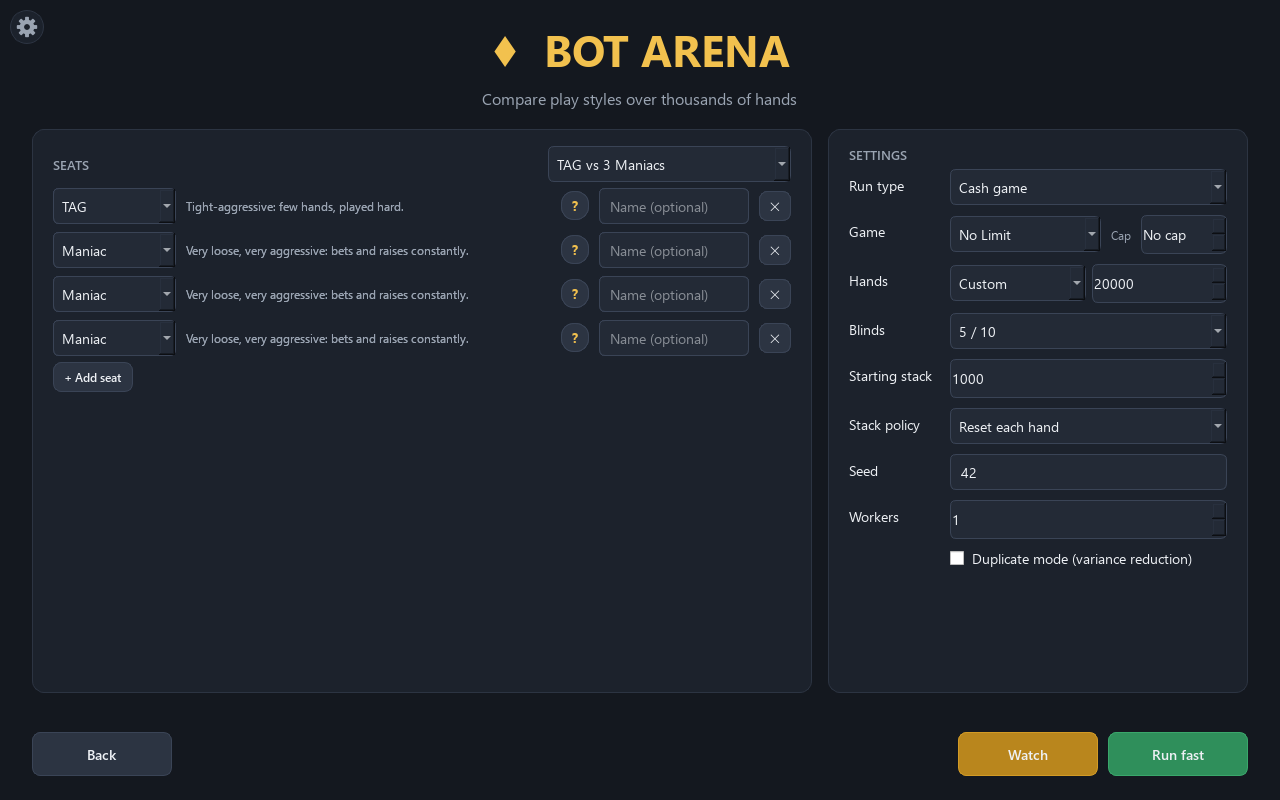 ♦ BOT ARENA
Compare play styles over thousands of hands
SEATS
TAG vs 3 Maniacs
TAG Tight-aggressive: few hands, played hard. ? Name (optional) ×
Maniac Very loose, very aggressive: bets and raises constantly. ? Name (optional) ×
Maniac Very loose, very aggressive: bets and raises constantly. ? Name (optional) ×
Maniac Very loose, very aggressive: bets and raises constantly. ? Name (optional) ×
+ Add seat
SETTINGS
Run type Cash game
Game No Limit Cap No cap
Hands Custom 20000
Blinds 5 / 10
Starting stack 1000
Stack policy Reset each hand
Seed 42
Workers 1
Duplicate mode (variance reduction)
Back
Watch
Run fast